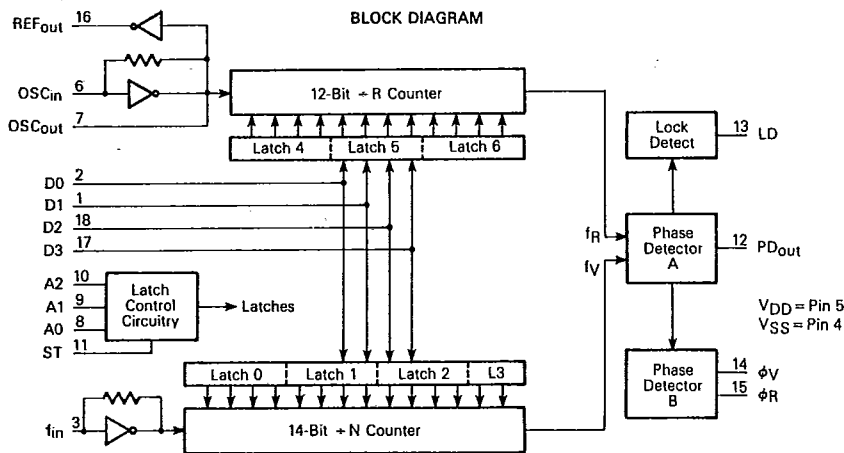 BLOCK DIAGRAM
REFout 16
OSCin 6
OSCout 7
12-Bit ÷ R Counter
Latch 4 Latch 5 Latch 6
Lock Detect
13 LD
D0 2
D1 1
D2 18
D3 17
fR
fV
Phase Detector A
12 PDout
A2 10
A1 9
A0 8
ST 11
Latch Control Circuitry
Latches
VDD = Pin 5
VSS = Pin 4
Latch 0 Latch 1 Latch 2 L3
Phase Detector B
14 ϕV
15 ϕR
fin 3
14-Bit ÷ N Counter